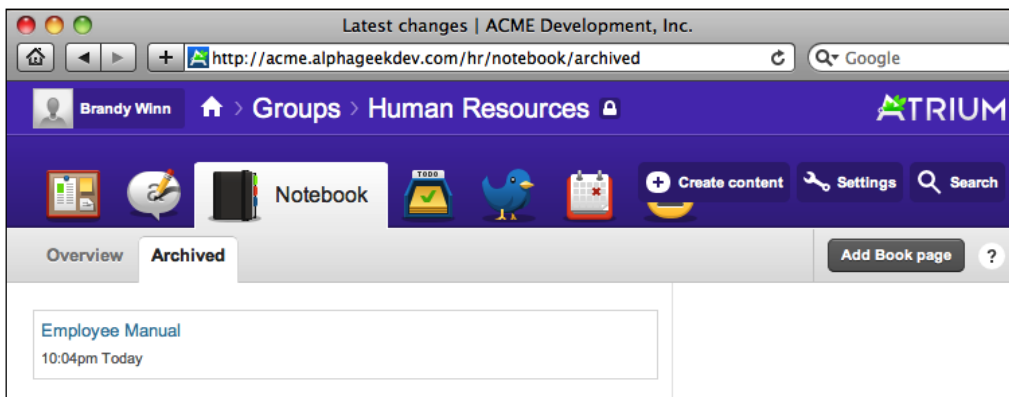 Latest changes | ACME Development, Inc.
http://acme.alphageekdev.com/hr/notebook/archived
Google
Brandy Winn
Groups > Human Resources
ATRIUM
Notebook
TODO
Create content
Settings
Search
Overview
Archived
Add Book page
?
Employee Manual
10:04pm Today